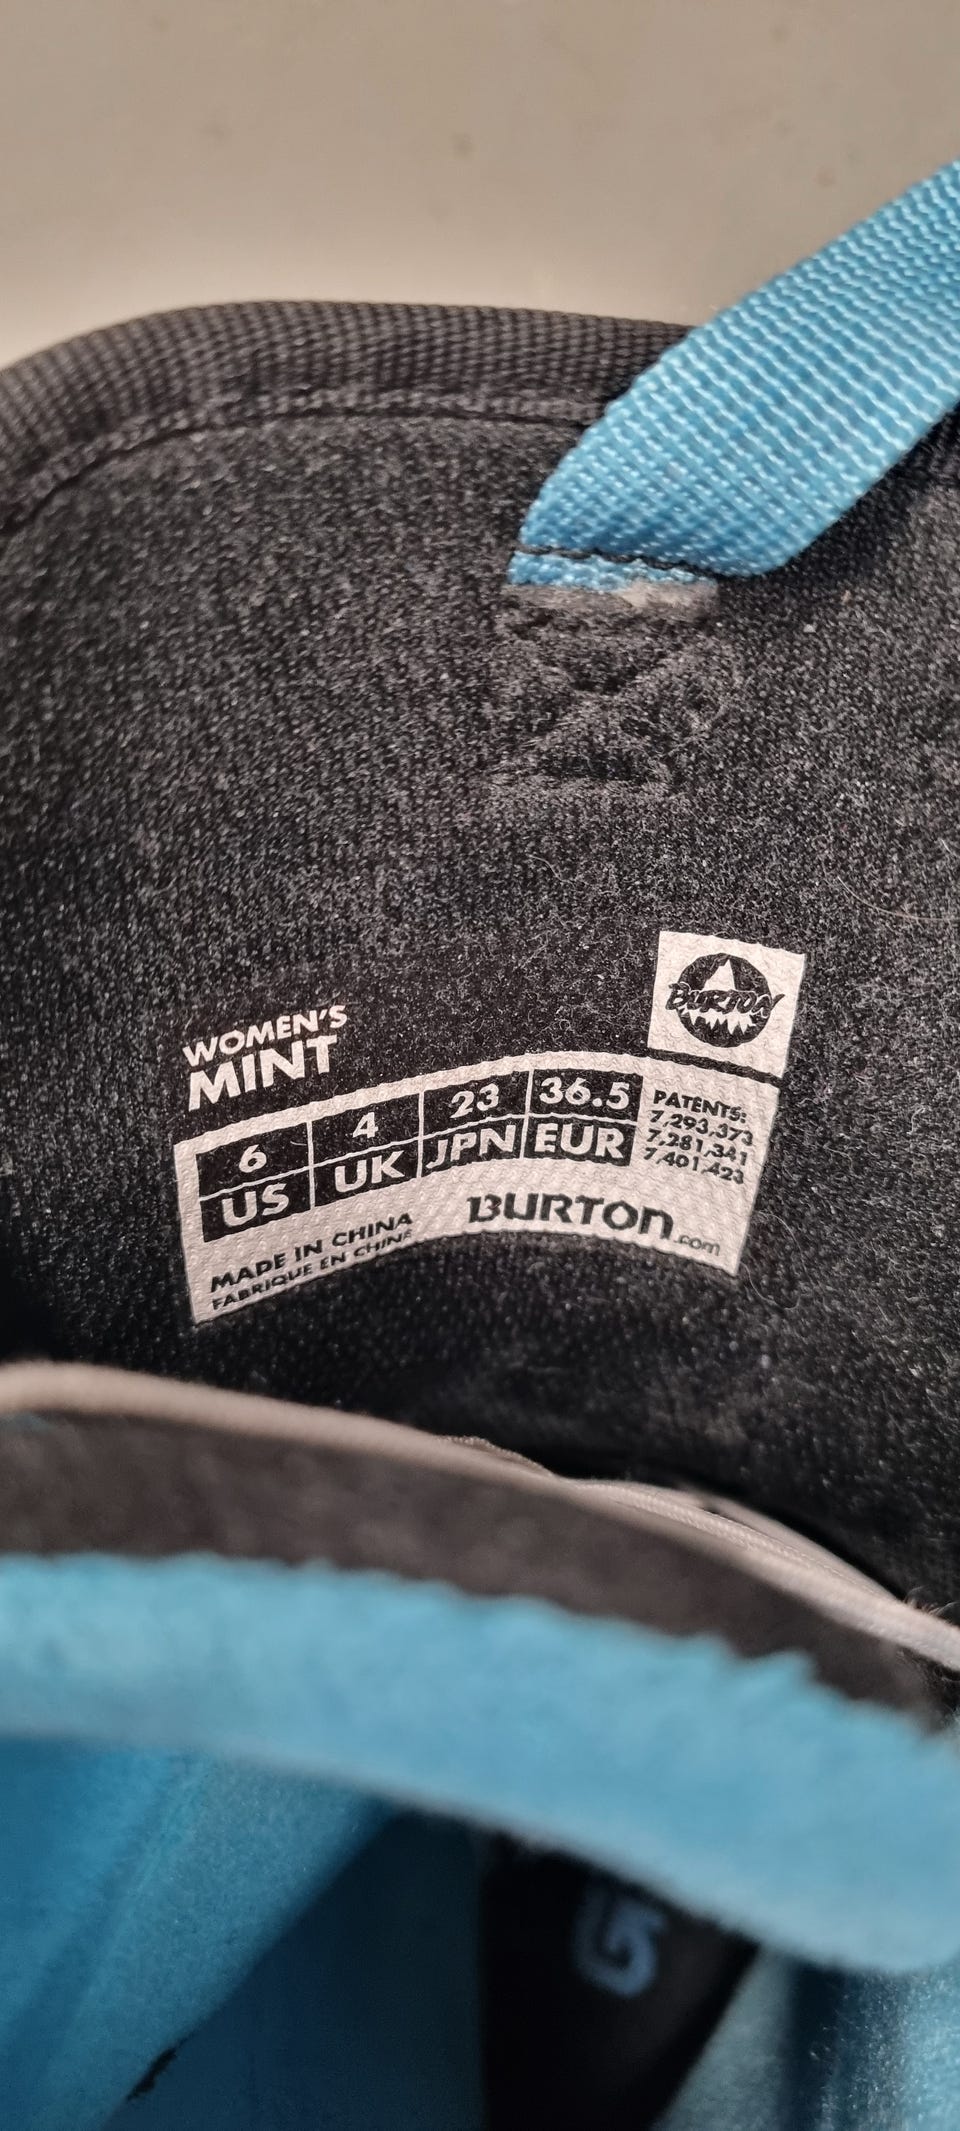 BURTON
WOMEN'S
MINT
6 4 23 36.5
US UK JPN EUR
PATENTS:
7,293,373
7,281,341
7,401,423
MADE IN CHINA
FABRIQUE EN CHINE
BURTON.com